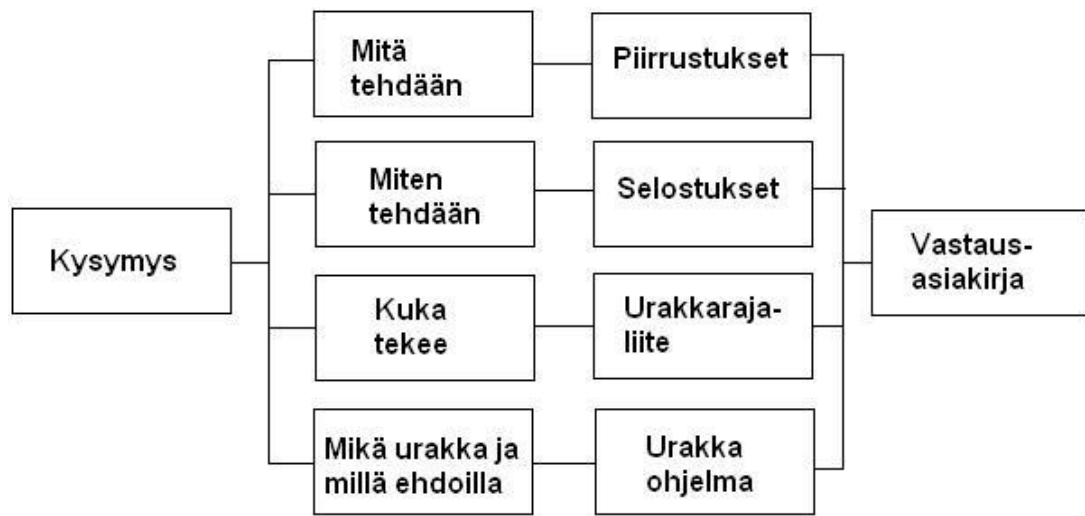 Kysymys
Mitä
tehdään
Piirrustukset
Miten
tehdään
Selostukset
Kuka
tekee
Urakkaraja-
liite
Mikä urakka ja
millä ehdoilla
Urakka
ohjelma
Vastaus-
asiakirja